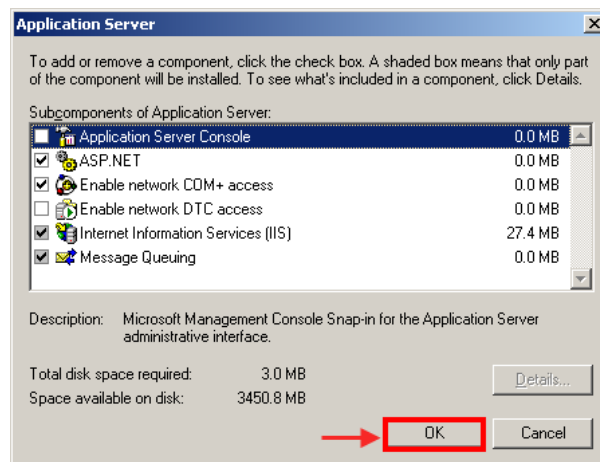 Application Server
To add or remove a component, click the check box. A shaded box means that only part
of the component will be installed. To see what's included in a component, click Details.
Subcomponents of Application Server:
Application Server Console 0.0 MB
ASP.NET 0.0 MB
Enable network COM+ access 0.0 MB
Enable network DTC access 0.0 MB
Internet Information Services (IIS) 27.4 MB
Message Queuing 0.0 MB
Description: Microsoft Management Console Snap-in for the Application Server
administrative interface.
Total disk space required: 3.0 MB
Details...
Space available on disk: 3450.8 MB
OK Cancel